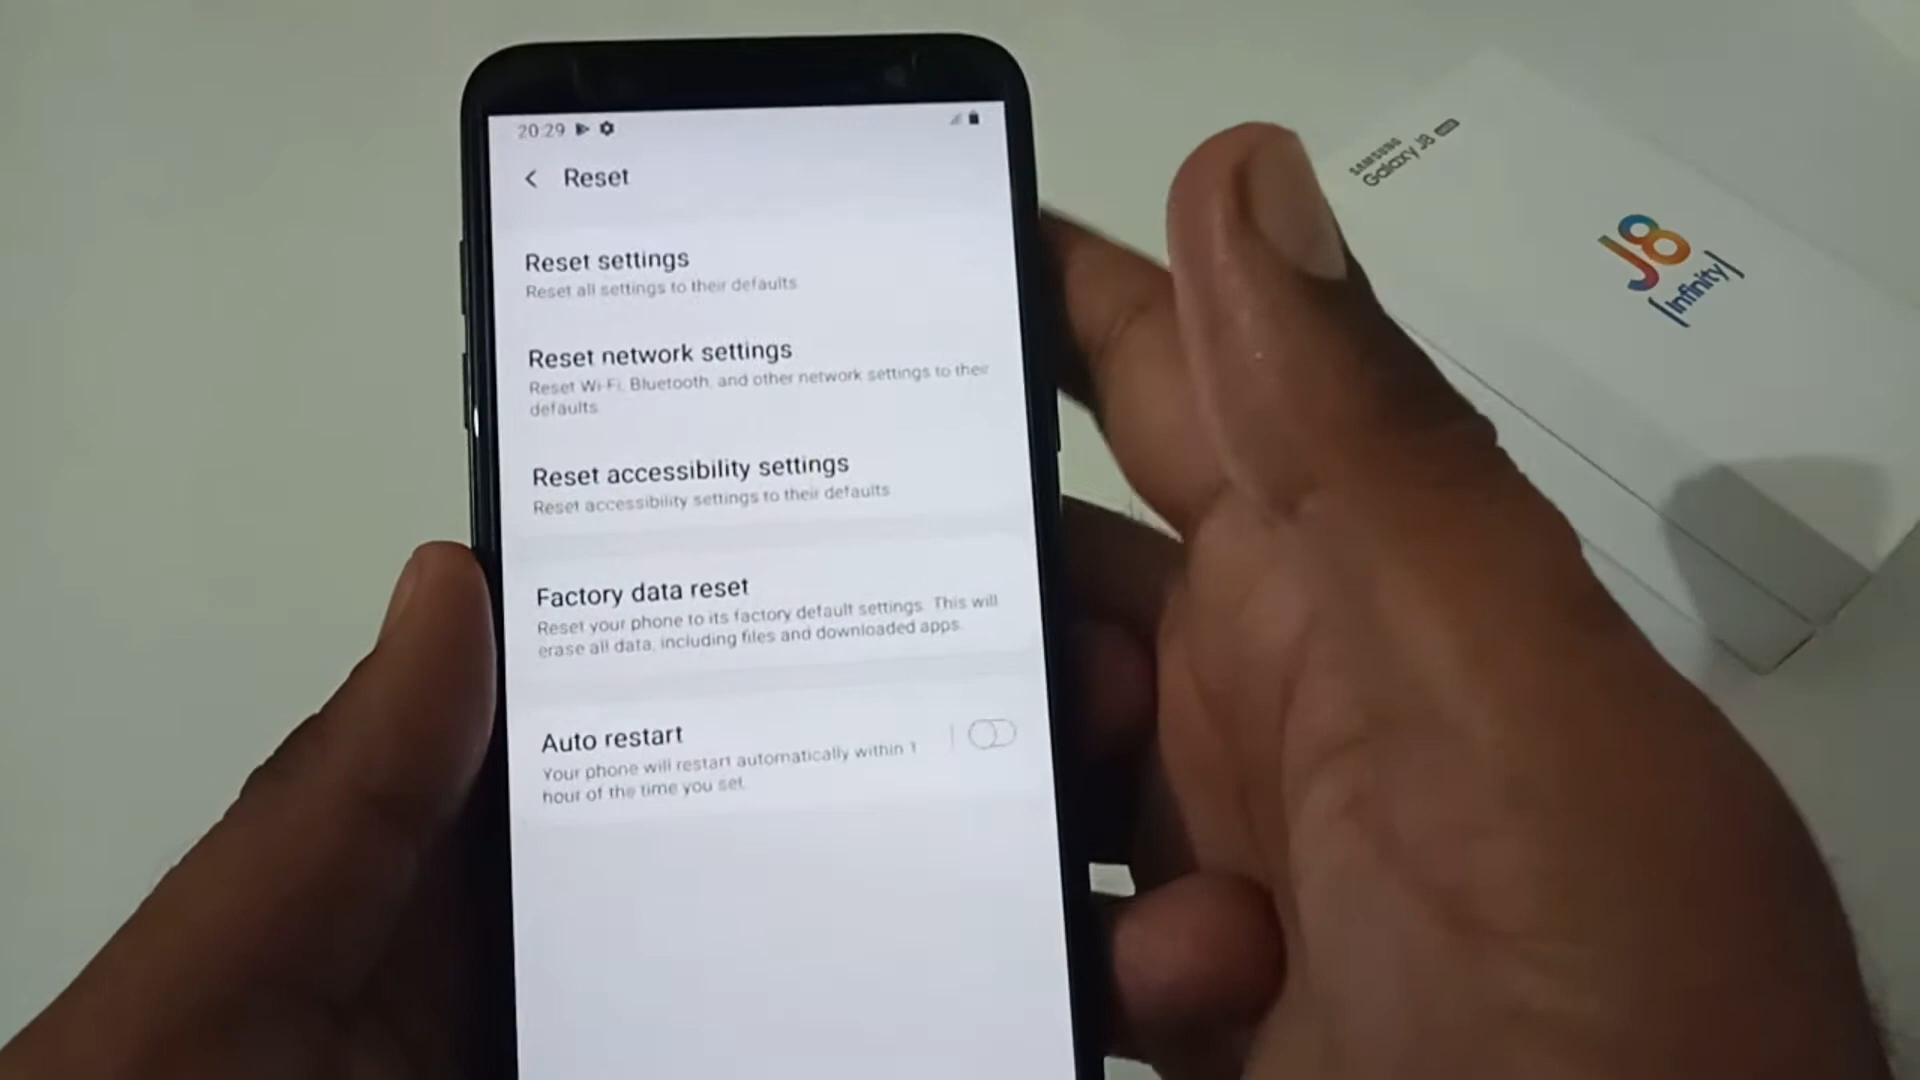 20:29
Reset
Reset settings
Reset all settings to their defaults
Reset network settings
Reset Wi-Fi, Bluetooth, and other network settings to their
defaults
Reset accessibility settings
Reset accessibility settings to their defaults
Factory data reset
Reset your phone to its factory default settings. This will
erase all data, including files and downloaded apps.
Auto restart
Your phone will restart automatically within 1
hour of the time you set.
SAMSUNG
Galaxy J8
J8
[Infinity]